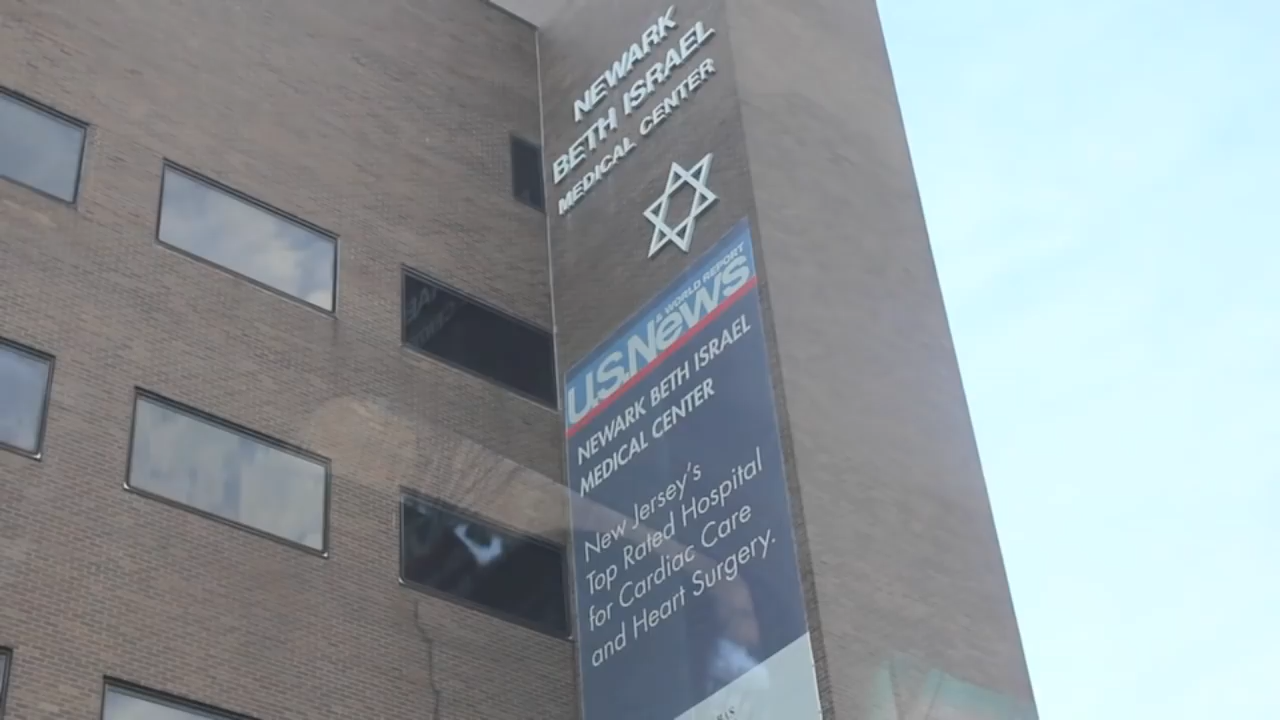 NEWARK
BETH ISRAEL
MEDICAL CENTER
U.S.News
& WORLD REPORT
NEWARK BETH ISRAEL
MEDICAL CENTER
New Jersey's
Top Rated Hospital
for Cardiac Care
and Heart Surgery.